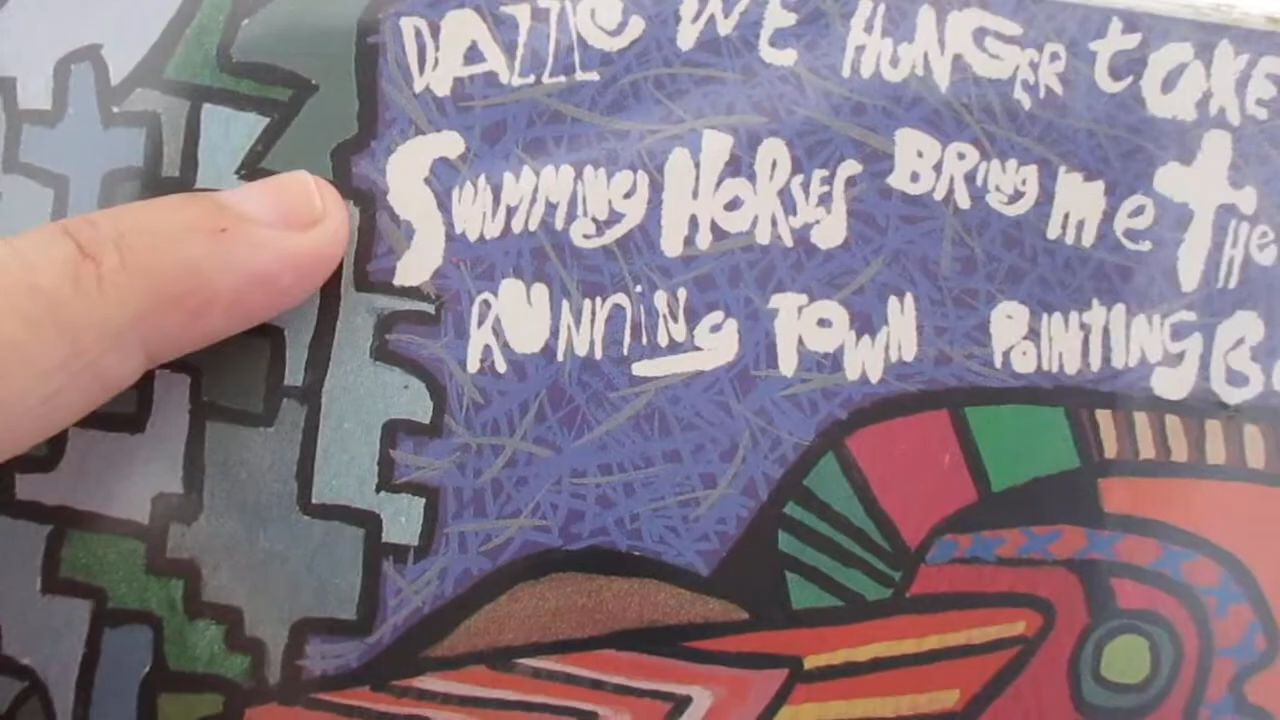 DAZZLe WE HUNGER tAKE
SWIMMING HORSES BRING me tHe
RUNNING TOWN POINTING